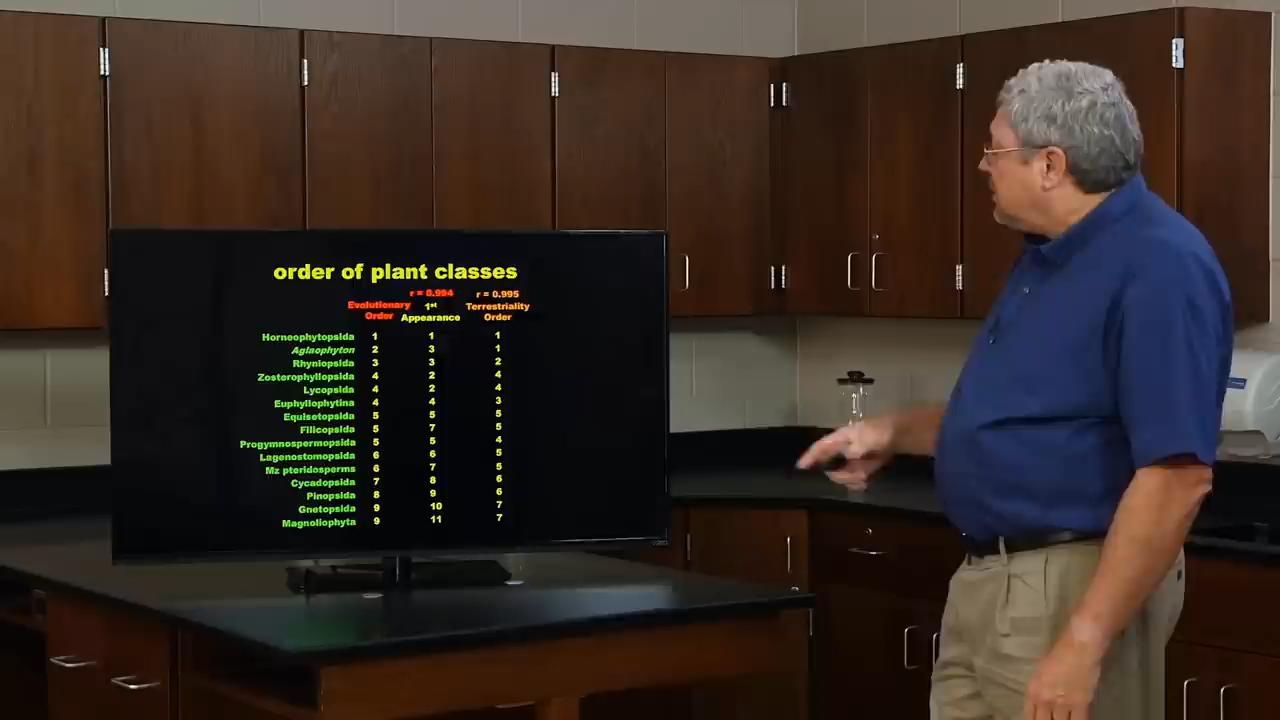 order of plant classes
r = 0.994 r = 0.995
Evolutionary 1st Terrestriality
Order Appearance Order
Horneophytopsida 1 1 1
Aglaophyton 2 3 1
Rhyniopsida 3 3 2
Zosterophyllopsida 4 2 4
Lycopsida 4 2 4
Euphyllophytina 4 4 3
Equisetopsida 5 5 5
Filicopsida 5 7 5
Progymnospermopsida 5 5 4
Lagenostomopsida 6 6 5
Mz pteridosperms 6 7 5
Cycadopsida 7 8 6
Pinopsida 8 9 6
Gnetopsida 9 10 7
Magnoliophyta 9 11 7